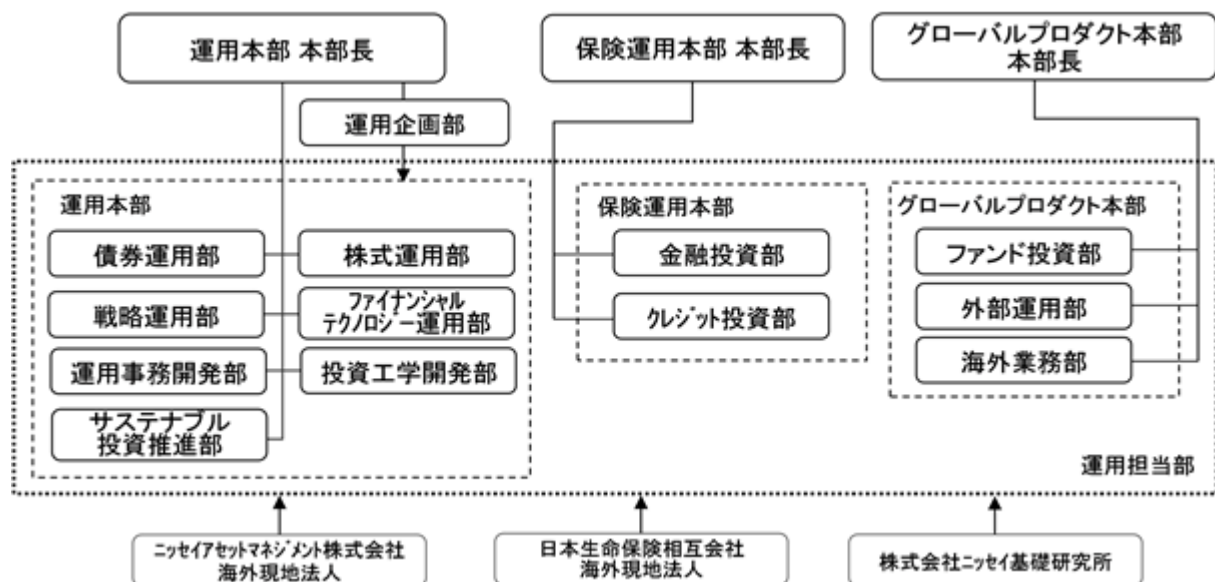 運用本部 本部長
保険運用本部 本部長
グローバルプロダクト本部
本部長
運用企画部
運用本部
債券運用部
株式運用部
戦略運用部
ファイナンシャル
テクノロジー運用部
運用事務開発部
投資工学開発部
サステナブル
投資推進部
保険運用本部
金融投資部
クレジット投資部
グローバルプロダクト本部
ファンド投資部
外部運用部
海外業務部
運用担当部
ニッセイアセットマネジメント株式会社
海外現地法人
日本生命保険相互会社
海外現地法人
株式会社ニッセイ基礎研究所